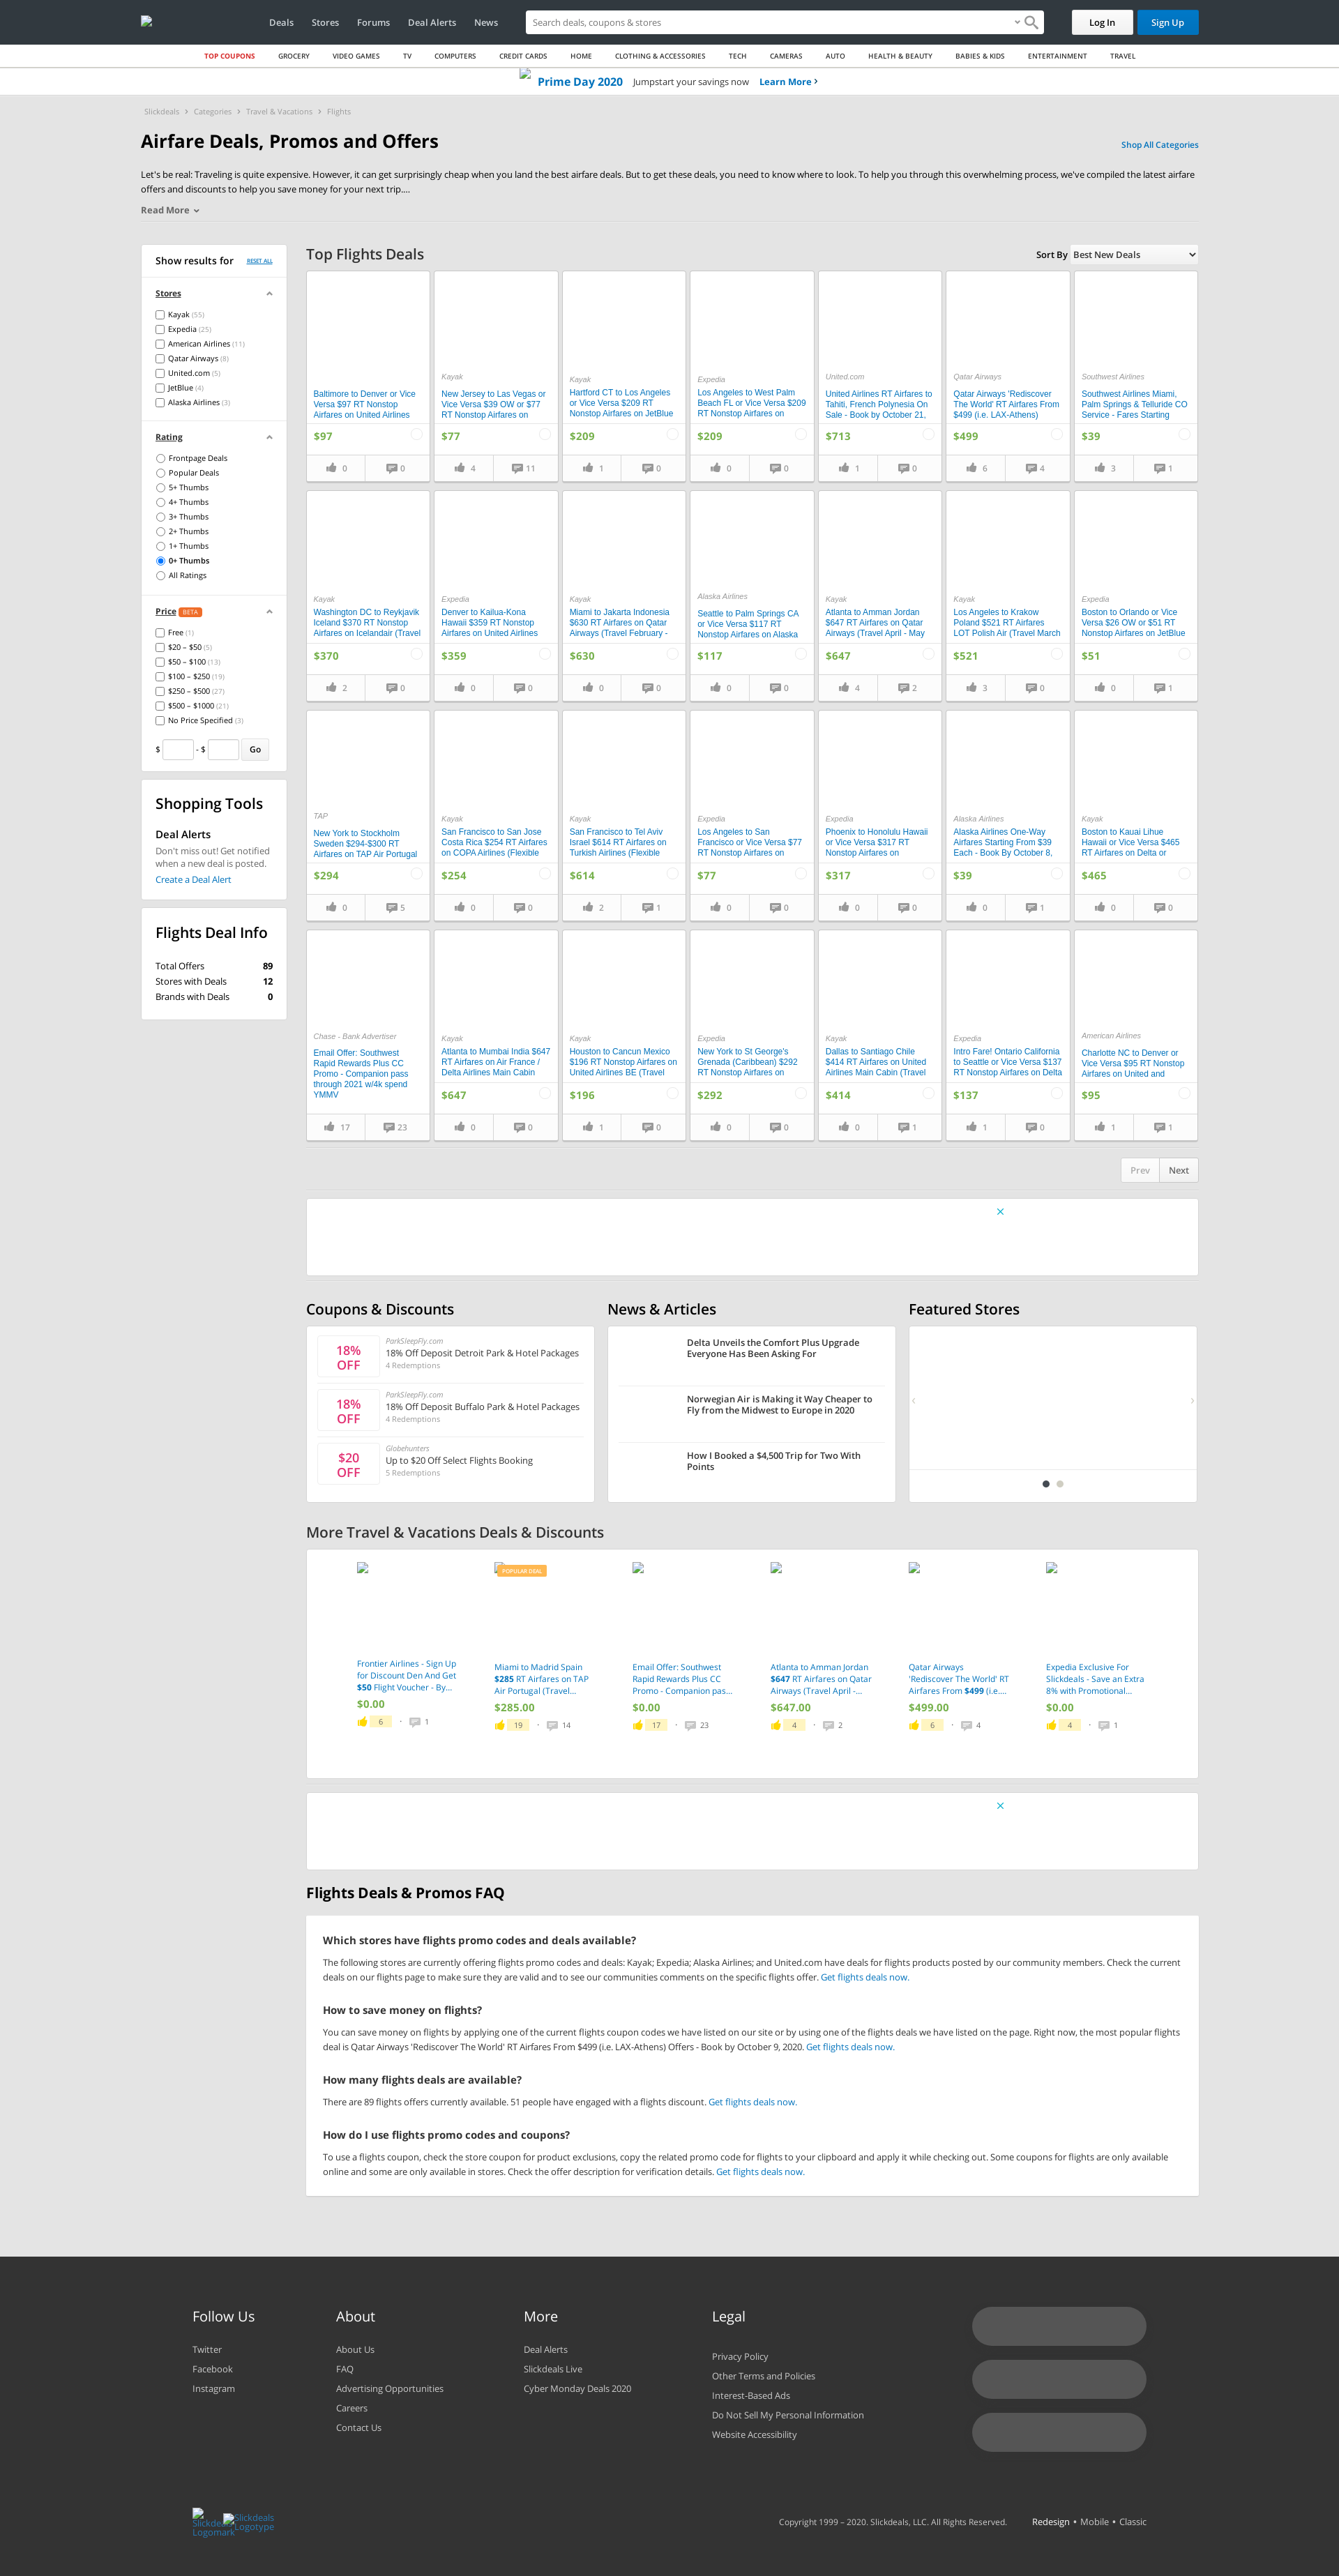 Deals
Stores
Forums
Deal Alerts
News
Search deals, coupons & stores
Log In
Sign Up
TOP COUPONS
GROCERY
VIDEO GAMES
TV
COMPUTERS
CREDIT CARDS
HOME
CLOTHING & ACCESSORIES
TECH
CAMERAS
AUTO
HEALTH & BEAUTY
BABIES & KIDS
ENTERTAINMENT
TRAVEL
Prime Day 2020 Jumpstart your savings now Learn More
Slickdeals
Categories
Travel & Vacations
Flights
Airfare Deals, Promos and Offers
Shop All Categories
Let's be real: Traveling is quite expensive. However, it can get surprisingly cheap when you land the best airfare deals. But to get these deals, you need to know where to look. To help you through this overwhelming process, we've compiled the latest airfare
offers and discounts to help you save money for your next trip....
Read More
Show results for
RESET ALL
Stores
Kayak (55)
Expedia (25)
American Airlines (11)
Qatar Airways (8)
United.com (5)
JetBlue (4)
Alaska Airlines (3)
Rating
Frontpage Deals
Popular Deals
5+ Thumbs
4+ Thumbs
3+ Thumbs
2+ Thumbs
1+ Thumbs
0+ Thumbs
All Ratings
Price BETA
Free (1)
$20 – $50 (5)
$50 – $100 (13)
$100 – $250 (19)
$250 – $500 (27)
$500 – $1000 (21)
No Price Specified (3)
$ - $ Go
Shopping Tools
Deal Alerts
Don't miss out! Get notified
when a new deal is posted.
Create a Deal Alert
Flights Deal Info
Total Offers 89
Stores with Deals 12
Brands with Deals 0
Top Flights Deals
Sort By Best New Deals
Baltimore to Denver or Vice
Versa $97 RT Nonstop
Airfares on United Airlines
$97
0
0
Kayak
New Jersey to Las Vegas or
Vice Versa $39 OW or $77
RT Nonstop Airfares on
$77
4
11
Kayak
Hartford CT to Los Angeles
or Vice Versa $209 RT
Nonstop Airfares on JetBlue
$209
1
0
Expedia
Los Angeles to West Palm
Beach FL or Vice Versa $209
RT Nonstop Airfares on
$209
0
0
United.com
United Airlines RT Airfares to
Tahiti, French Polynesia On
Sale - Book by October 21,
$713
1
0
Qatar Airways
Qatar Airways 'Rediscover
The World' RT Airfares From
$499 (i.e. LAX-Athens)
$499
6
4
Southwest Airlines
Southwest Airlines Miami,
Palm Springs & Telluride CO
Service - Fares Starting
$39
3
1
Kayak
Washington DC to Reykjavik
Iceland $370 RT Nonstop
Airfares on Icelandair (Travel
$370
2
0
Expedia
Denver to Kailua-Kona
Hawaii $359 RT Nonstop
Airfares on United Airlines
$359
0
0
Kayak
Miami to Jakarta Indonesia
$630 RT Airfares on Qatar
Airways (Travel February -
$630
0
0
Alaska Airlines
Seattle to Palm Springs CA
or Vice Versa $117 RT
Nonstop Airfares on Alaska
$117
0
0
Kayak
Atlanta to Amman Jordan
$647 RT Airfares on Qatar
Airways (Travel April - May
$647
4
2
Kayak
Los Angeles to Krakow
Poland $521 RT Airfares
LOT Polish Air (Travel March
$521
3
0
Expedia
Boston to Orlando or Vice
Versa $26 OW or $51 RT
Nonstop Airfares on JetBlue
$51
0
1
TAP
New York to Stockholm
Sweden $294-$300 RT
Airfares on TAP Air Portugal
$294
0
5
Kayak
San Francisco to San Jose
Costa Rica $254 RT Airfares
on COPA Airlines (Flexible
$254
0
0
Kayak
San Francisco to Tel Aviv
Israel $614 RT Airfares on
Turkish Airlines (Flexible
$614
2
1
Expedia
Los Angeles to San
Francisco or Vice Versa $77
RT Nonstop Airfares on
$77
0
0
Expedia
Phoenix to Honolulu Hawaii
or Vice Versa $317 RT
Nonstop Airfares on
$317
0
0
Alaska Airlines
Alaska Airlines One-Way
Airfares Starting From $39
Each - Book By October 8,
$39
0
1
Kayak
Boston to Kauai Lihue
Hawaii or Vice Versa $465
RT Airfares on Delta or
$465
0
0
Chase - Bank Advertiser
Email Offer: Southwest
Rapid Rewards Plus CC
Promo - Companion pass
through 2021 w/4k spend
YMMV
17
23
Kayak
Atlanta to Mumbai India $647
RT Airfares on Air France /
Delta Airlines Main Cabin
$647
0
0
Kayak
Houston to Cancun Mexico
$196 RT Nonstop Airfares on
United Airlines BE (Travel
$196
1
0
Expedia
New York to St George's
Grenada (Caribbean) $292
RT Nonstop Airfares on
$292
0
0
Kayak
Dallas to Santiago Chile
$414 RT Airfares on United
Airlines Main Cabin (Travel
$414
0
1
Expedia
Intro Fare! Ontario California
to Seattle or Vice Versa $137
RT Nonstop Airfares on Delta
$137
1
0
American Airlines
Charlotte NC to Denver or
Vice Versa $95 RT Nonstop
Airfares on United and
$95
1
1
Prev
Next
Coupons & Discounts
18%
OFF
ParkSleepFly.com
18% Off Deposit Detroit Park & Hotel Packages
4 Redemptions
18%
OFF
ParkSleepFly.com
18% Off Deposit Buffalo Park & Hotel Packages
4 Redemptions
$20
OFF
Globehunters
Up to $20 Off Select Flights Booking
5 Redemptions
News & Articles
Delta Unveils the Comfort Plus Upgrade
Everyone Has Been Asking For
Norwegian Air is Making it Way Cheaper to
Fly from the Midwest to Europe in 2020
How I Booked a $4,500 Trip for Two With
Points
Featured Stores
More Travel & Vacations Deals & Discounts
Frontier Airlines - Sign Up
for Discount Den And Get
$50 Flight Voucher - By...
$0.00
6 · 1
POPULAR DEAL
Miami to Madrid Spain
$285 RT Airfares on TAP
Air Portugal (Travel...
$285.00
19 · 14
Email Offer: Southwest
Rapid Rewards Plus CC
Promo - Companion pas...
$0.00
17 · 23
Atlanta to Amman Jordan
$647 RT Airfares on Qatar
Airways (Travel April -...
$647.00
4 · 2
Qatar Airways
'Rediscover The World' RT
Airfares From $499 (i.e....
$499.00
6 · 4
Expedia Exclusive For
Slickdeals - Save an Extra
8% with Promotional...
$0.00
4 · 1
Flights Deals & Promos FAQ
Which stores have flights promo codes and deals available?
The following stores are currently offering flights promo codes and deals: Kayak; Expedia; Alaska Airlines; and United.com have deals for flights products posted by our community members. Check the current
deals on our flights page to make sure they are valid and to see our communities comments on the specific flights offer. Get flights deals now.
How to save money on flights?
You can save money on flights by applying one of the current flights coupon codes we have listed on our site or by using one of the flights deals we have listed on the page. Right now, the most popular flights
deal is Qatar Airways 'Rediscover The World' RT Airfares From $499 (i.e. LAX-Athens) Offers - Book by October 9, 2020. Get flights deals now.
How many flights deals are available?
There are 89 flights offers currently available. 51 people have engaged with a flights discount. Get flights deals now.
How do I use flights promo codes and coupons?
To use a flights coupon, check the store coupon for product exclusions, copy the related promo code for flights to your clipboard and apply it while checking out. Some coupons for flights are only available
online and some are only available in stores. Check the offer description for verification details. Get flights deals now.
Follow Us
Twitter
Facebook
Instagram
About
About Us
FAQ
Advertising Opportunities
Careers
Contact Us
More
Deal Alerts
Slickdeals Live
Cyber Monday Deals 2020
Legal
Privacy Policy
Other Terms and Policies
Interest-Based Ads
Do Not Sell My Personal Information
Website Accessibility
Slickdeals
Logomark
Slickdeals
Logotype
Copyright 1999 – 2020. Slickdeals, LLC. All Rights Reserved.
Redesign • Mobile • Classic